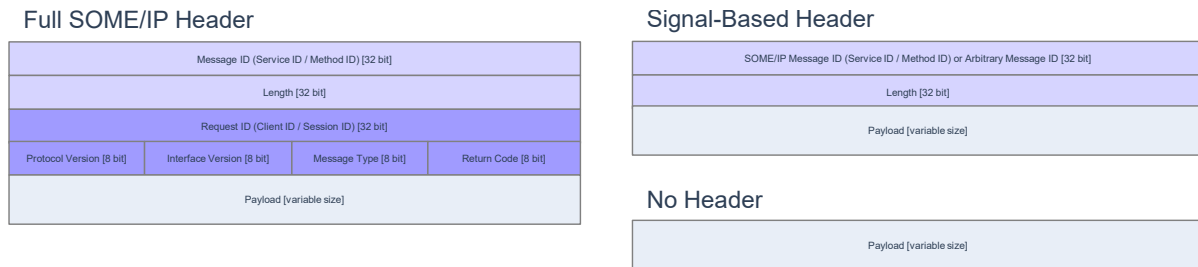 Full SOME/IP Header
Message ID (Service ID / Method ID) [32 bit]
Length [32 bit]
Request ID (Client ID / Session ID) [32 bit]
Protocol Version [8 bit]
Interface Version [8 bit]
Message Type [8 bit]
Return Code [8 bit]
Payload [variable size]
Signal-Based Header
SOME/IP Message ID (Service ID / Method ID) or Arbitrary Message ID [32 bit]
Length [32 bit]
Payload [variable size]
No Header
Payload [variable size]